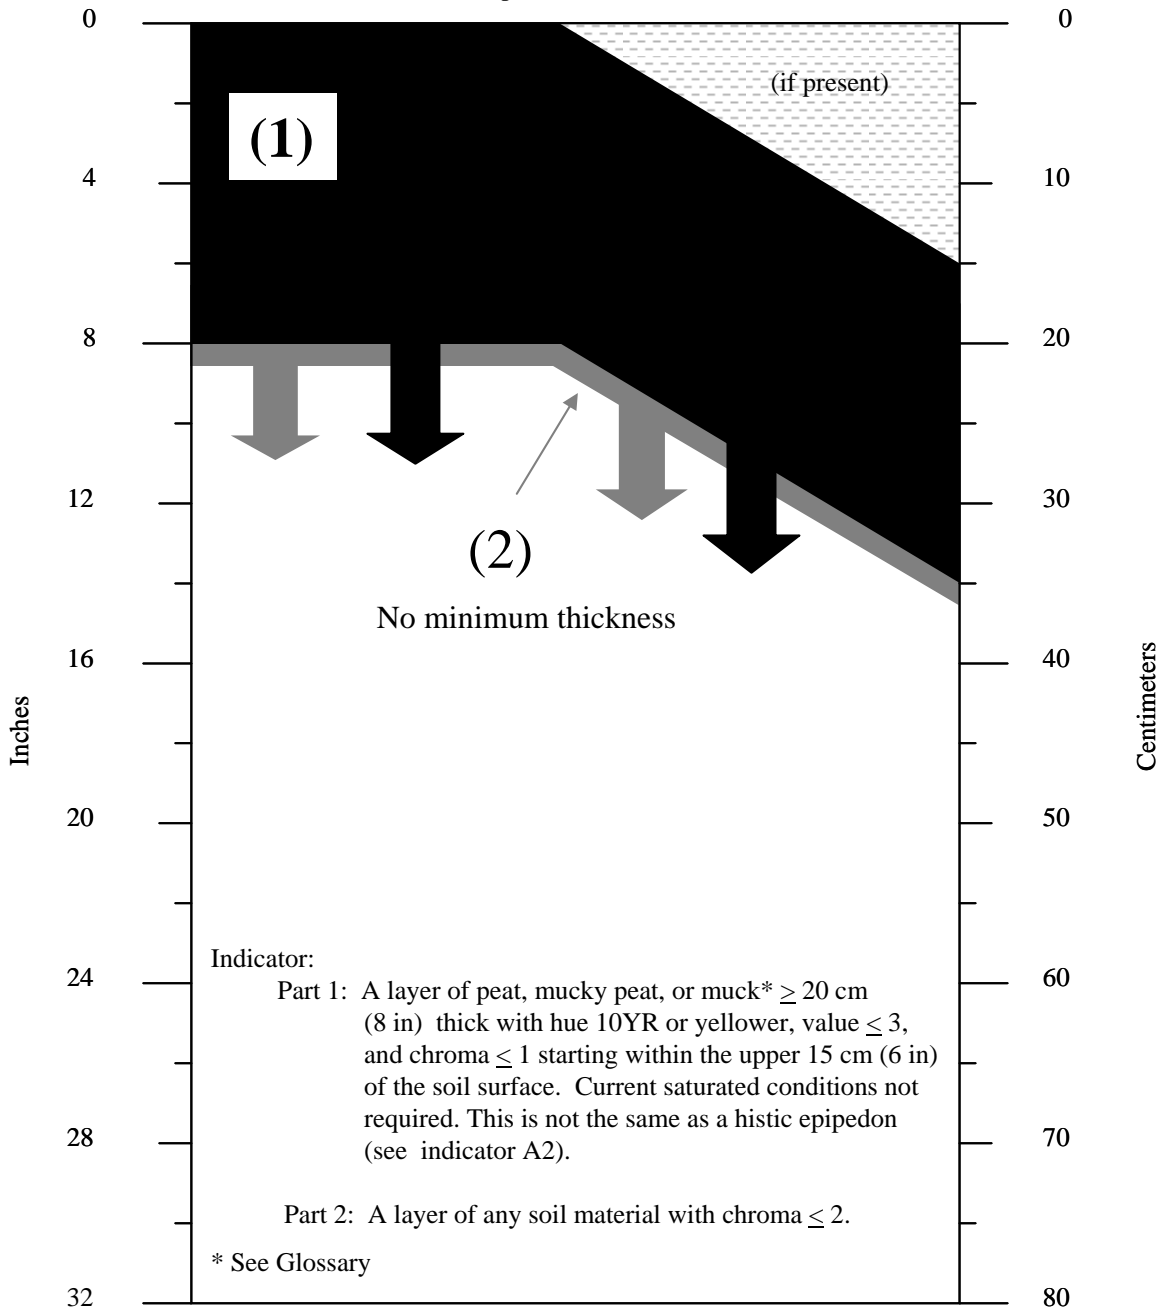 0
0
(if present)
(1)
4
10
8
20
12
30
(2)
No minimum thickness
16
40
Inches
Centimeters
20
50
Indicator:
24
60
Part 1: A layer of peat, mucky peat, or muck* ≥ 20 cm
(8 in) thick with hue 10YR or yellower, value ≤ 3,
and chroma ≤ 1 starting within the upper 15 cm (6 in)
of the soil surface. Current saturated conditions not
required. This is not the same as a histic epipedon
28
70
(see indicator A2).
Part 2: A layer of any soil material with chroma ≤ 2.
* See Glossary
32
80